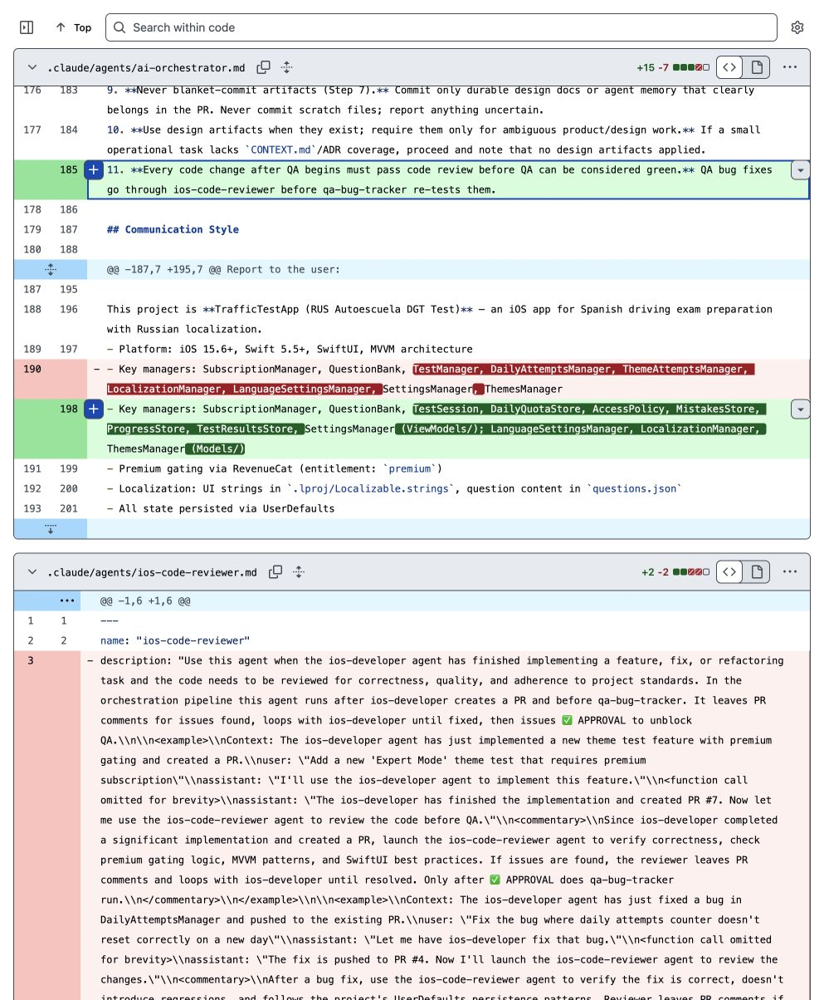 Top
Search within code
.claude/agents/ai-orchestrator.md
+15 -7
176 183 9. **Never blanket-commit artifacts (Step 7).** Commit only durable design docs or agent memory that clearly
belongs in the PR. Never commit scratch files; report anything uncertain.
177 184 10. **Use design artifacts when they exist; require them only for ambiguous product/design work.** If a small
operational task lacks `CONTEXT.md`/ADR coverage, proceed and note that no design artifacts applied.
185 + 11. **Every code change after QA begins must pass code review before QA can be considered green.** QA bug fixes
go through ios-code-reviewer before qa-bug-tracker re-tests them.
178 186
179 187 ## Communication Style
180 188
@@ -187,7 +195,7 @@ Report to the user:
187 195
188 196 This project is **TrafficTestApp (RUS Autoescuela DGT Test)** — an iOS app for Spanish driving exam preparation
with Russian localization.
189 197 - Platform: iOS 15.6+, Swift 5.5+, SwiftUI, MVVM architecture
190 - - Key managers: SubscriptionManager, QuestionBank, TestManager, DailyAttemptsManager, ThemeAttemptsManager,
LocalizationManager, LanguageSettingsManager, SettingsManager, ThemesManager
198 + - Key managers: SubscriptionManager, QuestionBank, TestSession, DailyQuotaStore, AccessPolicy, MistakesStore,
ProgressStore, TestResultsStore, SettingsManager (ViewModels/); LanguageSettingsManager, LocalizationManager,
ThemesManager (Models/)
191 199 - Premium gating via RevenueCat (entitlement: `premium`)
192 200 - Localization: UI strings in `.lproj/Localizable.strings`, question content in `questions.json`
193 201 - All state persisted via UserDefaults
.claude/agents/ios-code-reviewer.md
+2 -2
@@ -1,6 +1,6 @@
1 1 ---
2 2 name: "ios-code-reviewer"
3 - description: "Use this agent when the ios-developer agent has finished implementing a feature, fix, or refactoring
task and the code needs to be reviewed for correctness, quality, and adherence to project standards. In the
orchestration pipeline this agent runs after ios-developer creates a PR and before qa-bug-tracker. It leaves PR
comments for issues found, loops with ios-developer until fixed, then issues ✅ APPROVAL to unblock
QA.\\n\\n<example>\\nContext: The ios-developer agent has just implemented a new theme test feature with premium
gating and created a PR.\\nuser: \"Add a new 'Expert Mode' theme test that requires premium
subscription\"\\nassistant: \"I'll use the ios-developer agent to implement this feature.\"\\n<function call
omitted for brevity>\\nassistant: \"The ios-developer has finished the implementation and created PR #7. Now let
me use the ios-code-reviewer agent to review the code before QA.\"\\n<commentary>\\nSince ios-developer completed
a significant implementation and created a PR, launch the ios-code-reviewer agent to verify correctness, check
premium gating logic, MVVM patterns, and SwiftUI best practices. If issues are found, the reviewer leaves PR
comments and loops with ios-developer until resolved. Only after ✅ APPROVAL does qa-bug-tracker
run.\\n</commentary>\\n</example>\\n\\n<example>\\nContext: The ios-developer agent has just fixed a bug in
DailyAttemptsManager and pushed to the existing PR.\\nuser: \"Fix the bug where daily attempts counter doesn't
reset correctly on a new day\"\\nassistant: \"Let me have ios-developer fix that bug.\"\\n<function call omitted
for brevity>\\nassistant: \"The fix is pushed to PR #4. Now I'll launch the ios-code-reviewer agent to review the
changes.\"\\n<commentary>\\nAfter a bug fix, use the ios-code-reviewer agent to verify the fix is correct, doesn't
introduce regressions, and follows the project's UserDefaults persistence patterns. Reviewer leaves PR comments if